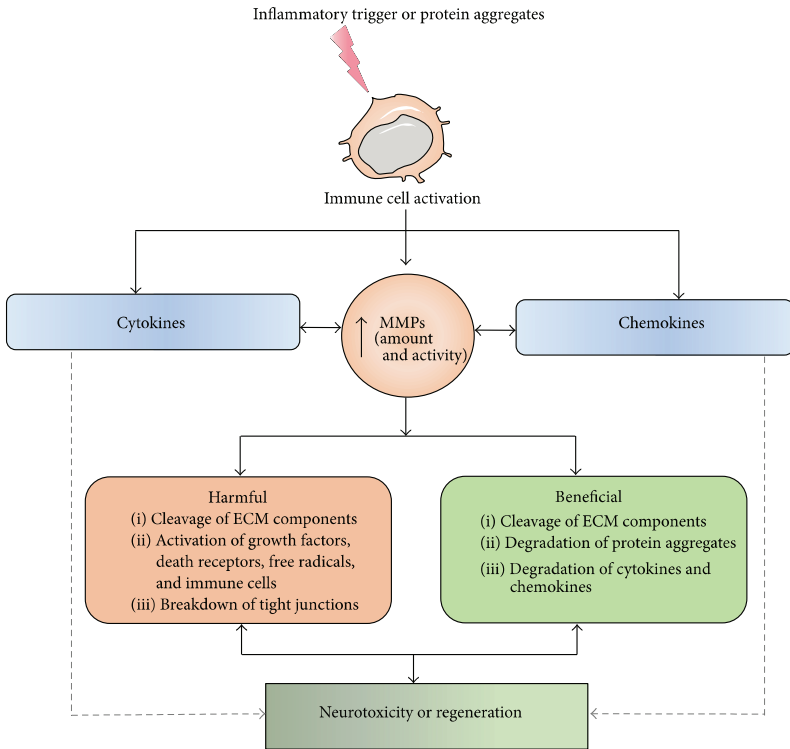 Inflammatory trigger or protein aggregates
Immune cell activation
Cytokines
↑ MMPs
(amount
and activity)
Chemokines
Harmful
(i) Cleavage of ECM components
(ii) Activation of growth factors,
death receptors, free radicals,
and immune cells
(iii) Breakdown of tight junctions
Beneficial
(i) Cleavage of ECM components
(ii) Degradation of protein aggregates
(iii) Degradation of cytokines and
chemokines
Neurotoxicity or regeneration